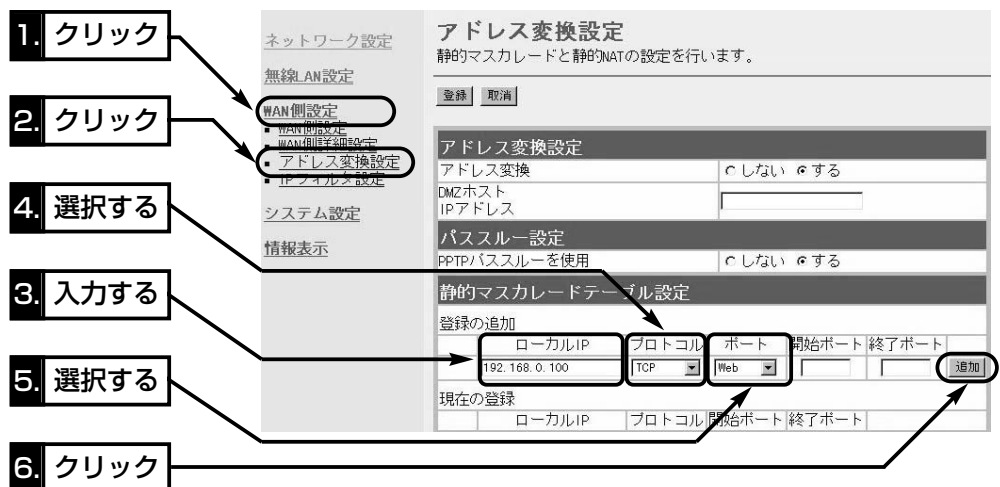 1. クリック
2. クリック
4. 選択する
3. 入力する
5. 選択する
6. クリック
ネットワーク設定
無線LAN設定
WAN側設定
WAN側設定
WAN側詳細設定
アドレス変換設定
IPフィルタ設定
システム設定
情報表示
アドレス変換設定
静的マスカレードと静的NATの設定を行います。
登録 取消
アドレス変換設定
アドレス変換 しない する
DMZホスト
IPアドレス
パススルー設定
PPTPパススルーを使用 しない する
静的マスカレードテーブル設定
登録の追加
ローカルIP プロトコル ポート 開始ポート 終了ポート
192.168.0.100 TCP Web 追加
現在の登録
ローカルIP プロトコル 開始ポート 終了ポート